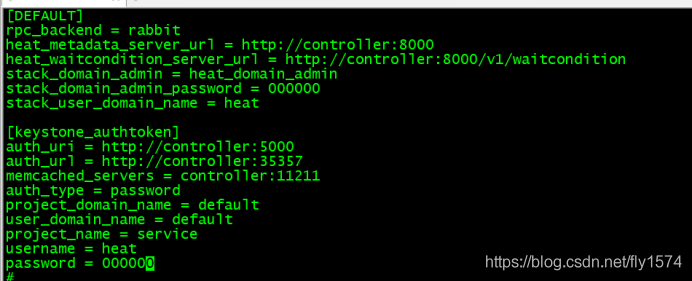 [DEFAULT]
rpc_backend = rabbit
heat_metadata_server_url = http://controller:8000
heat_waitcondition_server_url = http://controller:8000/v1/waitcondition
stack_domain_admin = heat_domain_admin
stack_domain_admin_password = 000000
stack_user_domain_name = heat
[keystone_authtoken]
auth_uri = http://controller:5000
auth_url = http://controller:35357
memcached_servers = controller:11211
auth_type = password
project_domain_name = default
user_domain_name = default
project_name = service
username = heat
password = 000000
#
https://blog.csdn.net/fly1574